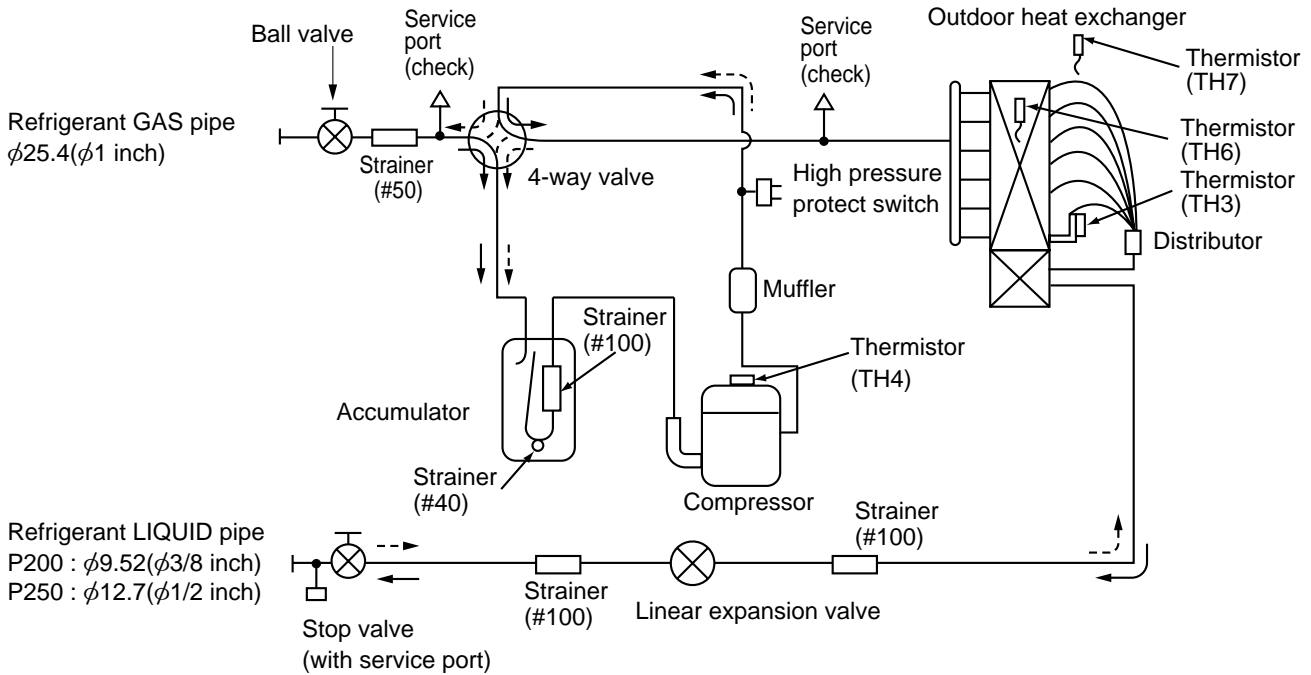 Ball valve
Service
port
(check)
Service
port
(check)
Outdoor heat exchanger
Thermistor
(TH7)
Refrigerant GAS pipe
ϕ25.4(ϕ1 inch)
Strainer
(#50)
4-way valve
High pressure
protect switch
Thermistor
(TH6)
Thermistor
(TH3)
Distributor
Muffler
Strainer
(#100)
Thermistor
(TH4)
Accumulator
Strainer
(#40)
Compressor
Refrigerant LIQUID pipe
P200 : ϕ9.52(ϕ3/8 inch)
P250 : ϕ12.7(ϕ1/2 inch)
Strainer
(#100)
Strainer
(#100)
Linear expansion valve
Stop valve
(with service port)